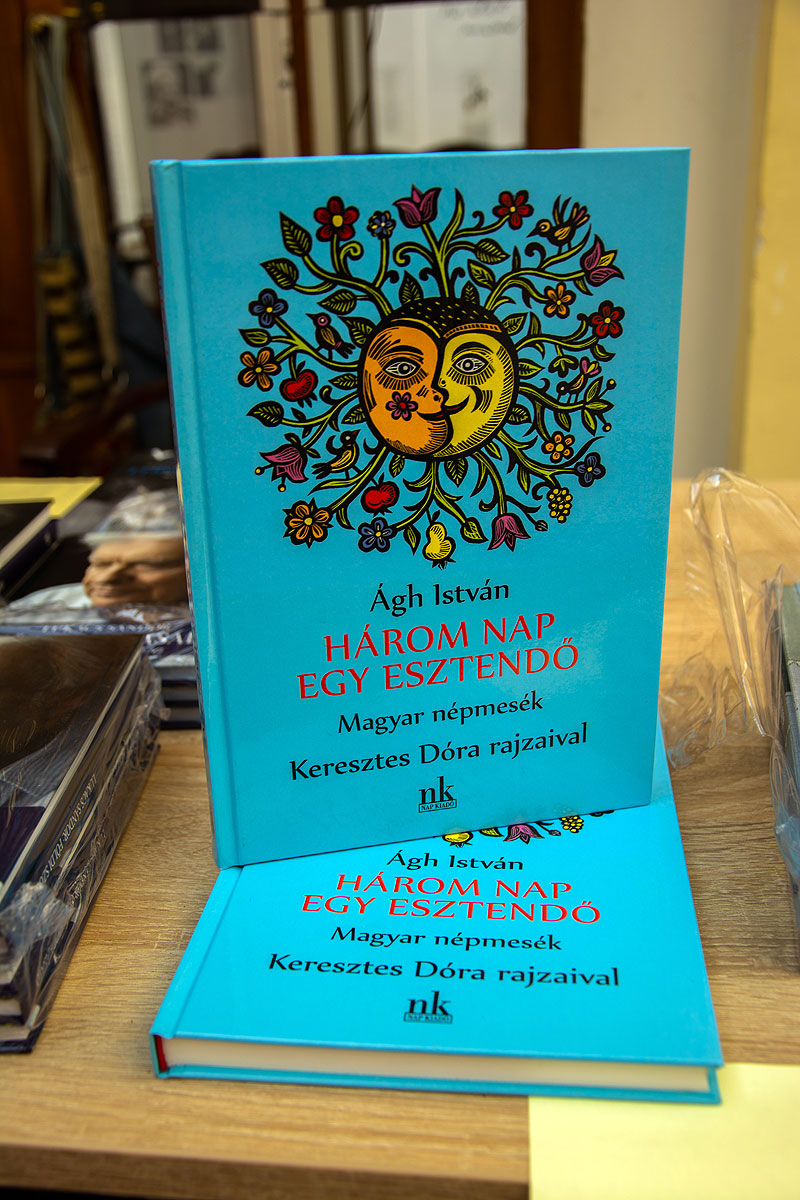 Ágh István
HÁROM NAP
EGY ESZTENDŐ
Magyar népmesék
Keresztes Dóra rajzaival
nk
NAP KIADÓ
Ágh István
HÁROM NAP
EGY ESZTENDŐ
Magyar népmesék
Keresztes Dóra rajzaival
nk
NAP KIADÓ